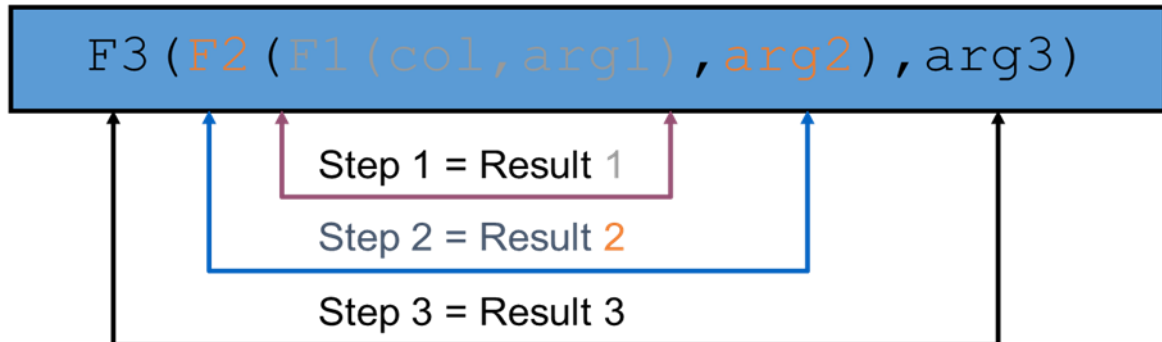 F3(F2(F1(col,arg1),arg2),arg3)
Step 1 = Result 1
Step 2 = Result 2
Step 3 = Result 3